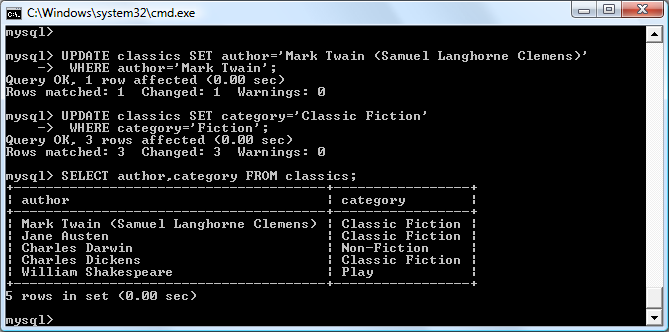 C:\Windows\system32\cmd.exe
mysql>
mysql> UPDATE classics SET author='Mark Twain (Samuel Langhorne Clemens)'
    -> WHERE author='Mark Twain';
Query OK, 1 row affected (0.00 sec)
Rows matched: 1  Changed: 1  Warnings: 0
mysql> UPDATE classics SET category='Classic Fiction'
    -> WHERE category='Fiction';
Query OK, 3 rows affected (0.00 sec)
Rows matched: 3  Changed: 3  Warnings: 0
mysql> SELECT author,category FROM classics;
+---------------------------------------+-----------------+
| author                                | category        |
+---------------------------------------+-----------------+
| Mark Twain (Samuel Langhorne Clemens) | Classic Fiction |
| Jane Austen                           | Classic Fiction |
| Charles Darwin                        | Non-Fiction     |
| Charles Dickens                       | Classic Fiction |
| William Shakespeare                   | Play            |
+---------------------------------------+-----------------+
5 rows in set (0.00 sec)
mysql>